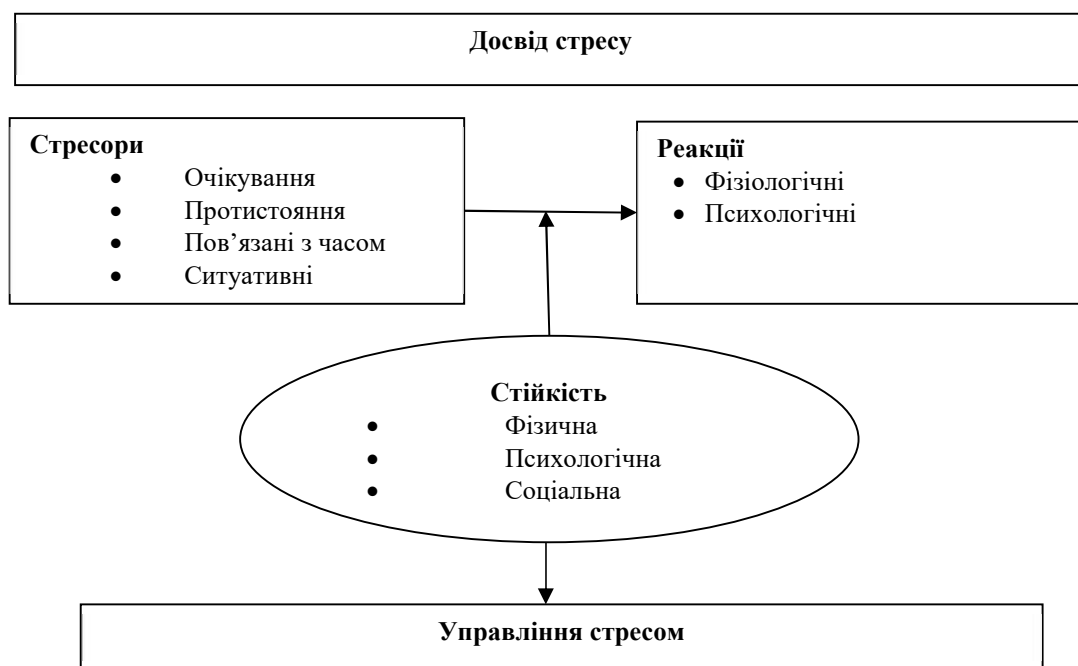 Досвід стресу
Стресори
• Очікування
• Протистояння
• Пов’язані з часом
• Ситуативні
Реакції
• Фізіологічні
• Психологічні
Стійкість
• Фізична
• Психологічна
• Соціальна
Управління стресом